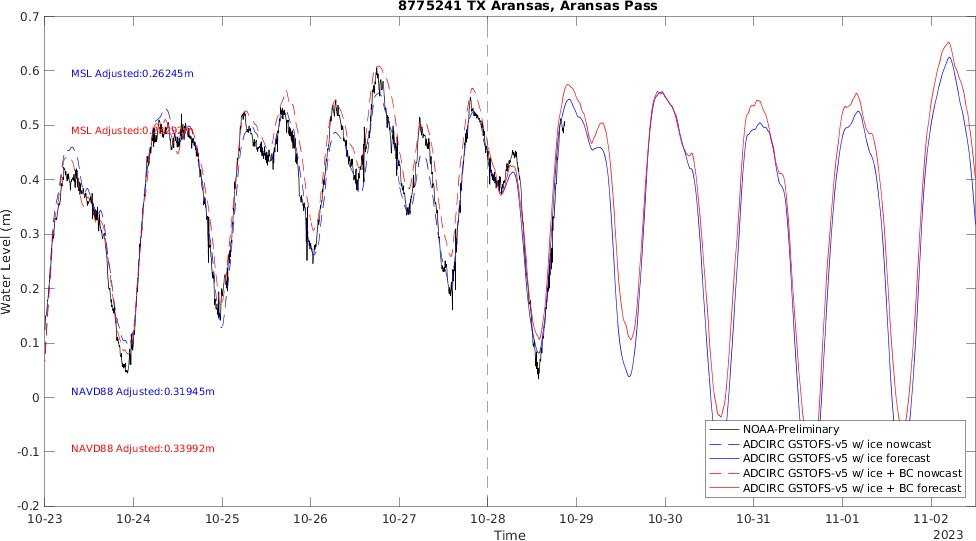 8775241 TX Aransas, Aransas Pass
0.7
0.6
0.5
0.4
0.3
0.2
0.1
0
-0.1
-0.2
Water Level (m)
MSL Adjusted:0.26245m
MSL Adjusted:
NAVD88 Adjusted:0.31945m
NAVD88 Adjusted:0.33992m
NOAA-Preliminary
ADCIRC GSTOFS-v5 w/ ice nowcast
ADCIRC GSTOFS-v5 w/ ice forecast
ADCIRC GSTOFS-v5 w/ ice + BC nowcast
ADCIRC GSTOFS-v5 w/ ice + BC forecast
10-23 10-24 10-25 10-26 10-27 10-28 10-29 10-30 10-31 11-01 11-02
Time
2023